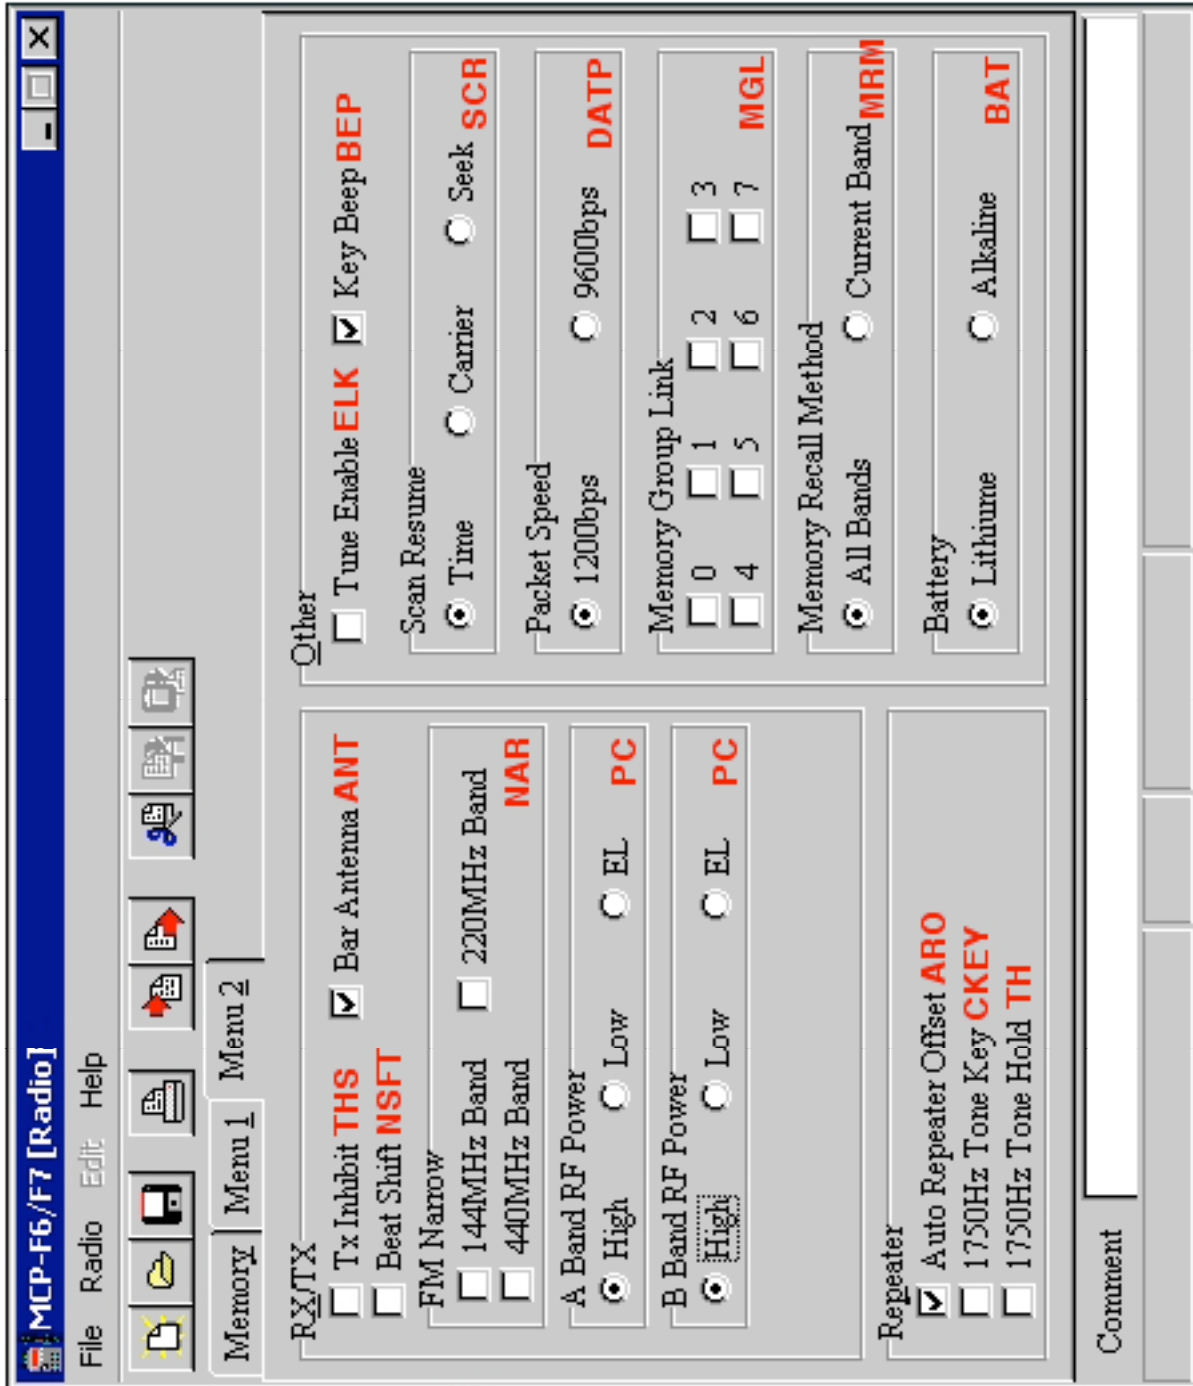 MCP-F6/F7 [Radio]
File Radio Edit Help
Memory Menu 1 Menu 2
RX/TX
Tx Inhibit THS Bar Antenna ANT
Beat Shift NSFT
FM Narrow
144MHz Band 220MHz Band
440MHz Band NAR
A Band RF Power
High Low EL PC
B Band RF Power
High Low EL PC
Repeater
Auto Repeater Offset ARO
1750Hz Tone Key CKEY
1750Hz Tone Hold TH
Other
Tune Enable ELK Key Beep BEP
Scan Resume
Time Carrier Seek SCR
Packet Speed
1200bps 9600bps DATP
Memory Group Link
0 1 2 3
4 5 6 7 MGL
Memory Recall Method
All Bands Current Band MRM
Battery
Lithiume Alkaline BAT
Comment